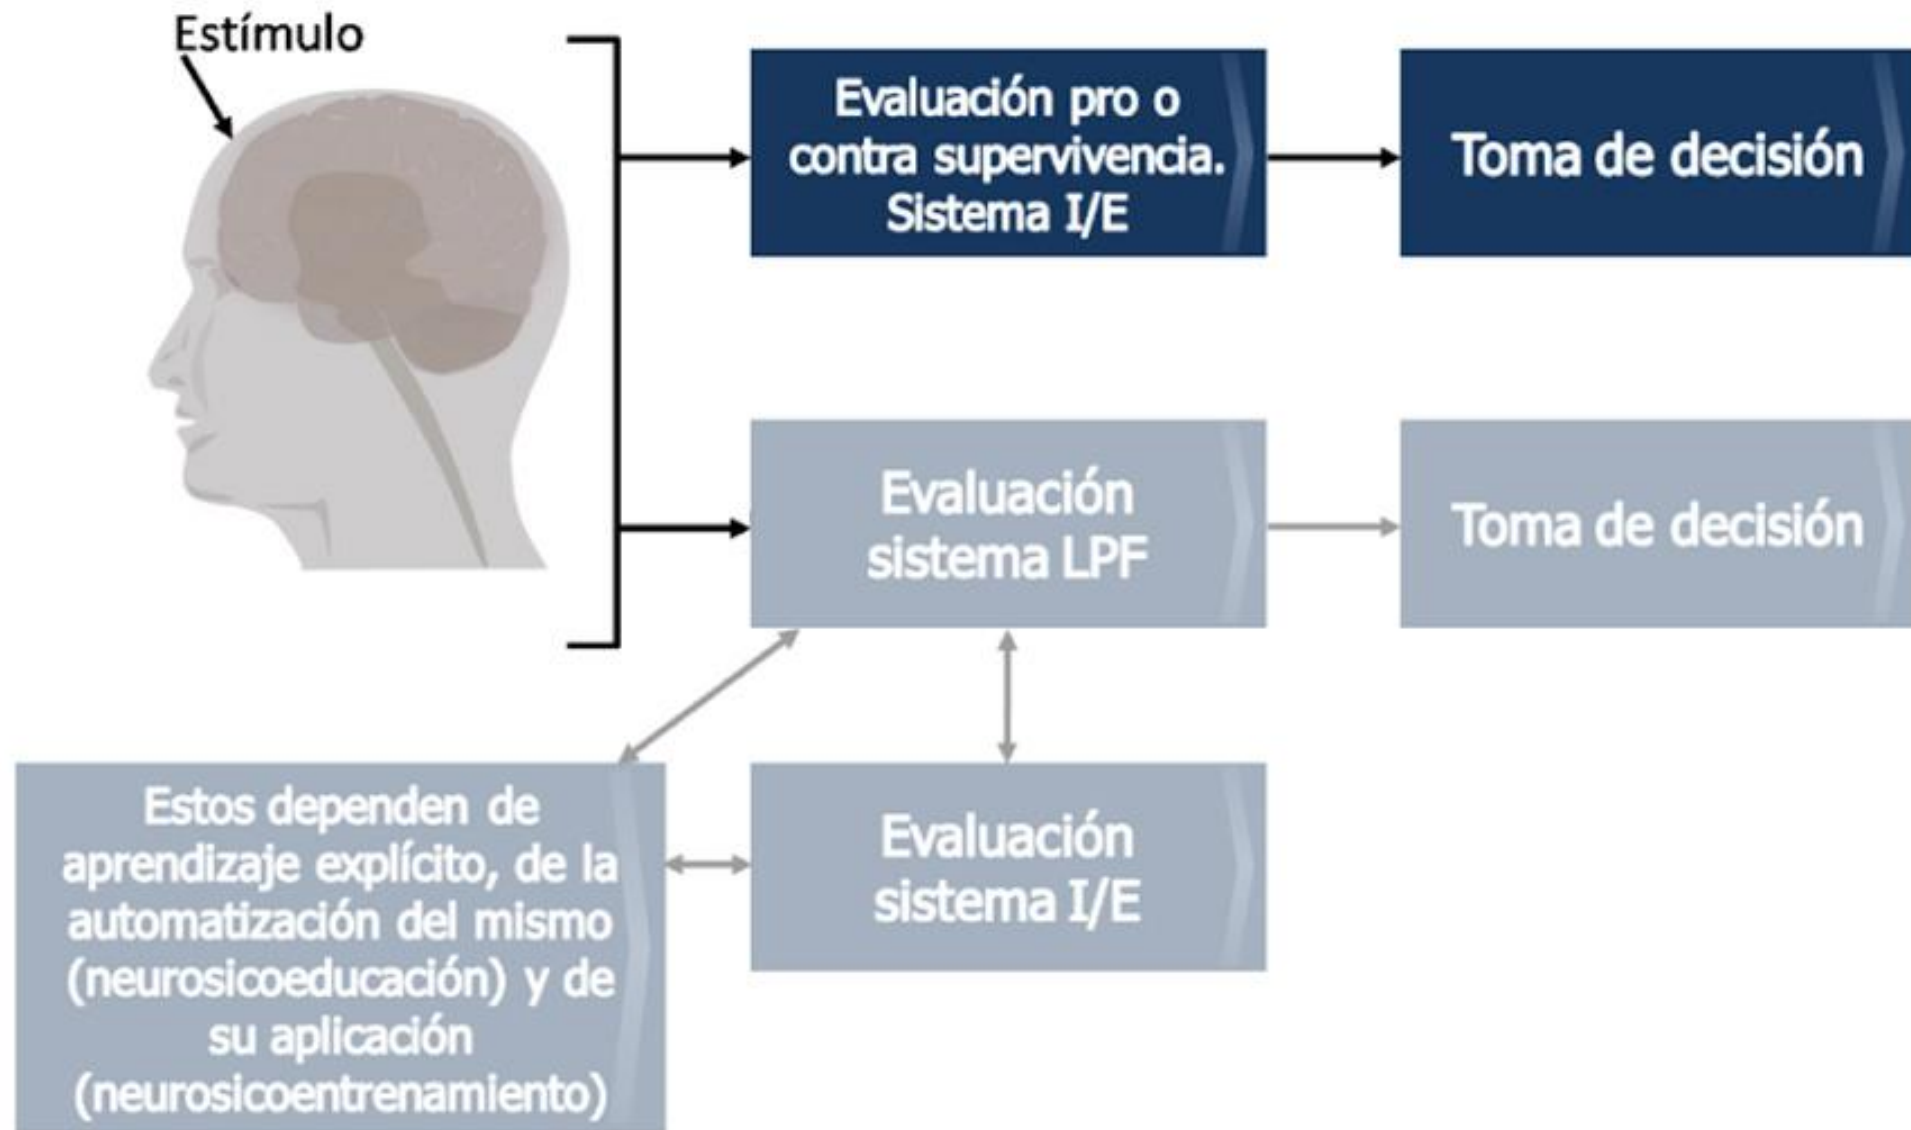 Estímulo
Evaluación pro o
contra supervivencia.
Sistema I/E
Toma de decisión
Evaluación
sistema LPF
Toma de decisión
Estos dependen de
aprendizaje explícito, de la
automatización del mismo
(neurosicoeducación) y de
su aplicación
(neurosicoentrenamiento)
Evaluación
sistema I/E